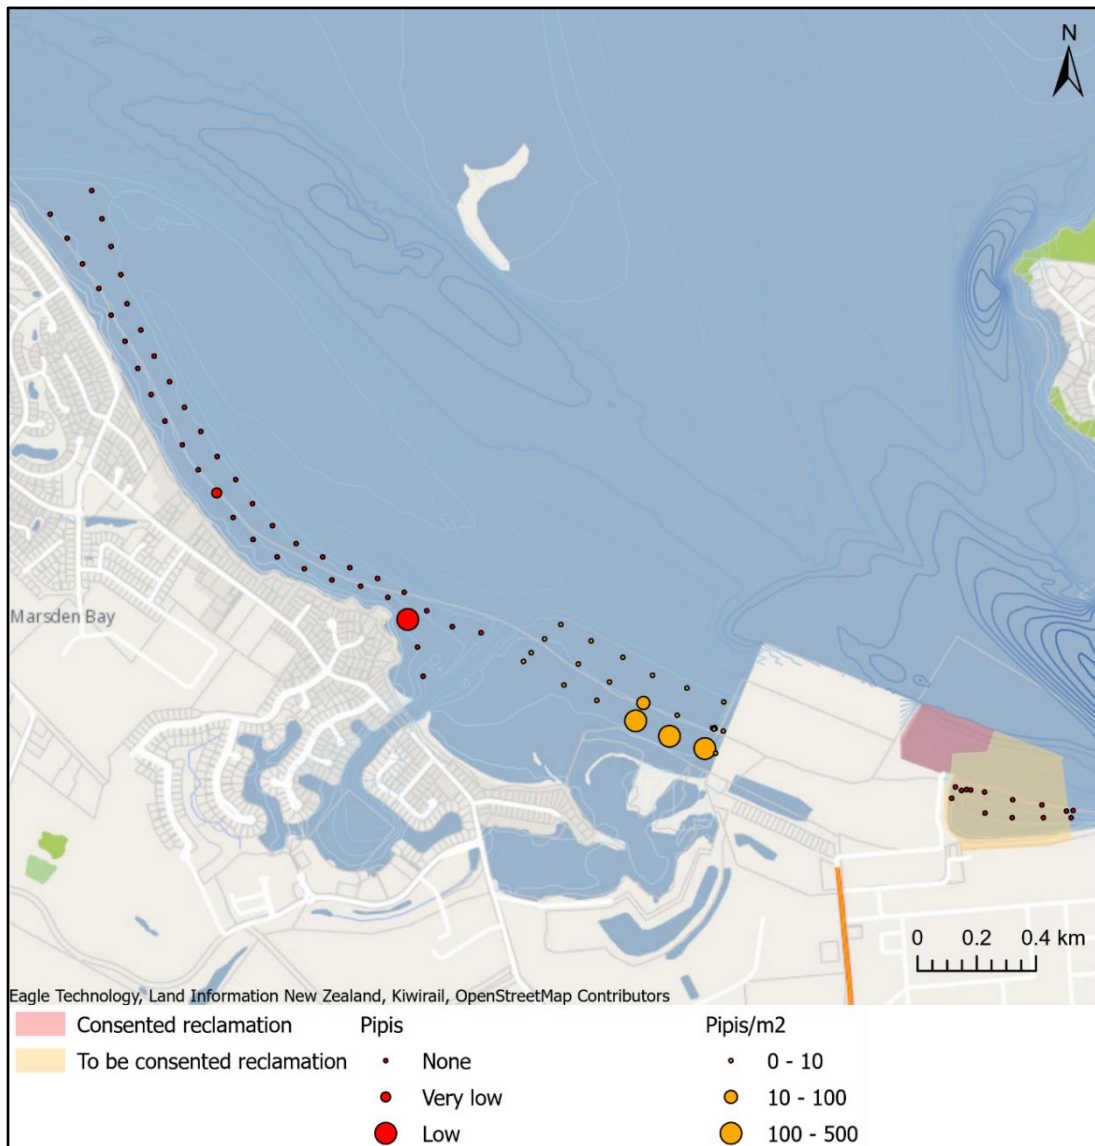 N
Marsden Bay
0 0.2 0.4 km
Eagle Technology, Land Information New Zealand, Kiwirail, OpenStreetMap Contributors
Consented reclamation
To be consented reclamation
Pipis
None
Very low
Low
Pipis/m2
0 - 10
10 - 100
100 - 500